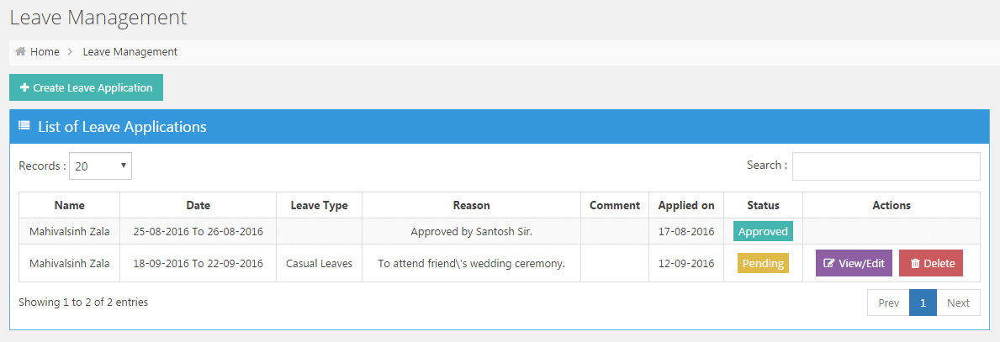 Leave Management
Home > Leave Management
Create Leave Application
List of Leave Applications
Records : 20 Search :
Name Date Leave Type Reason Comment Applied on Status Actions
Mahivalsinh Zala 25-08-2016 To 26-08-2016 Approved by Santosh Sir. 17-08-2016 Approved
Mahivalsinh Zala 18-09-2016 To 22-09-2016 Casual Leaves To attend friend\'s wedding ceremony. 12-09-2016 Pending View/Edit Delete
Showing 1 to 2 of 2 entries Prev 1 Next